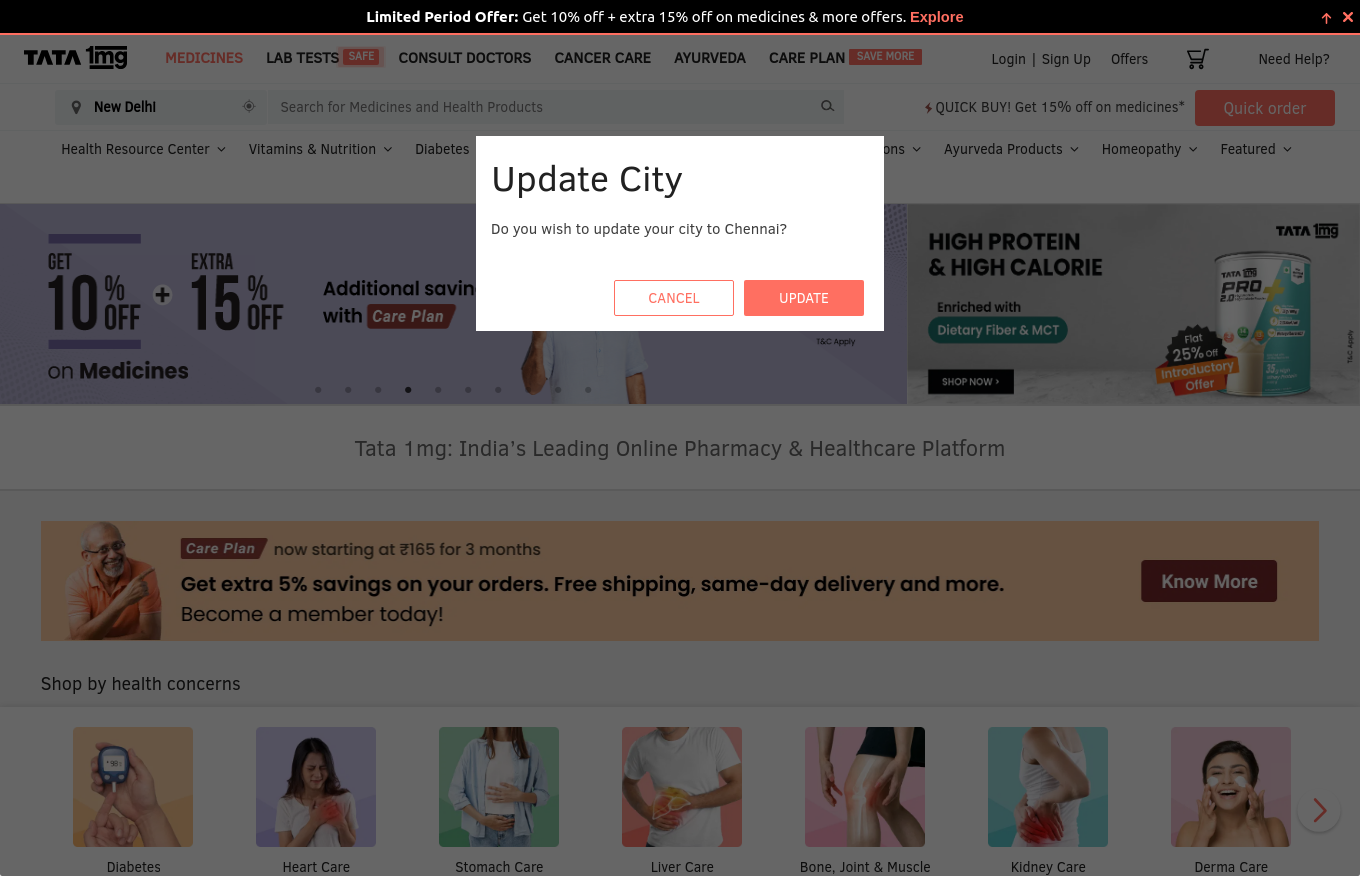 Limited Period Offer: Get 10% off + extra 15% off on medicines & more offers. Explore
TATA 1mg
MEDICINES LAB TESTS SAFE CONSULT DOCTORS CANCER CARE AYURVEDA CARE PLAN SAVE MORE Login | Sign Up Offers Need Help?
New Delhi Search for Medicines and Health Products QUICK BUY! Get 15% off on medicines* Quick order
Health Resource Center Vitamins & Nutrition Diabetes Ayurveda Products Homeopathy Featured
Update City
Do you wish to update your city to Chennai?
CANCEL UPDATE
GET
10% OFF
+
EXTRA
15% OFF
on Medicines
with Care Plan
T&C Apply
TATA 1mg
HIGH PROTEIN
& HIGH CALORIE
Enriched with
Dietary Fiber & MCT
SHOP NOW >
Flat
25% off
Introductory
Offer
TATA 1mg
PRO+
2.0
T&C Apply
Tata 1mg: India's Leading Online Pharmacy & Healthcare Platform
Care Plan now starting at ₹165 for 3 months
Get extra 5% savings on your orders. Free shipping, same-day delivery and more.
Become a member today!
Know More
Shop by health concerns
Diabetes Heart Care Stomach Care Liver Care Bone, Joint & Muscle Kidney Care Derma Care